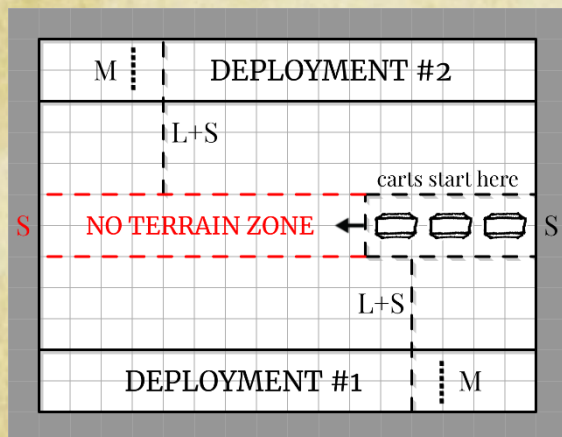 M
DEPLOYMENT #2
L+S
carts start here
S
NO TERRAIN ZONE
S
L+S
DEPLOYMENT #1
M